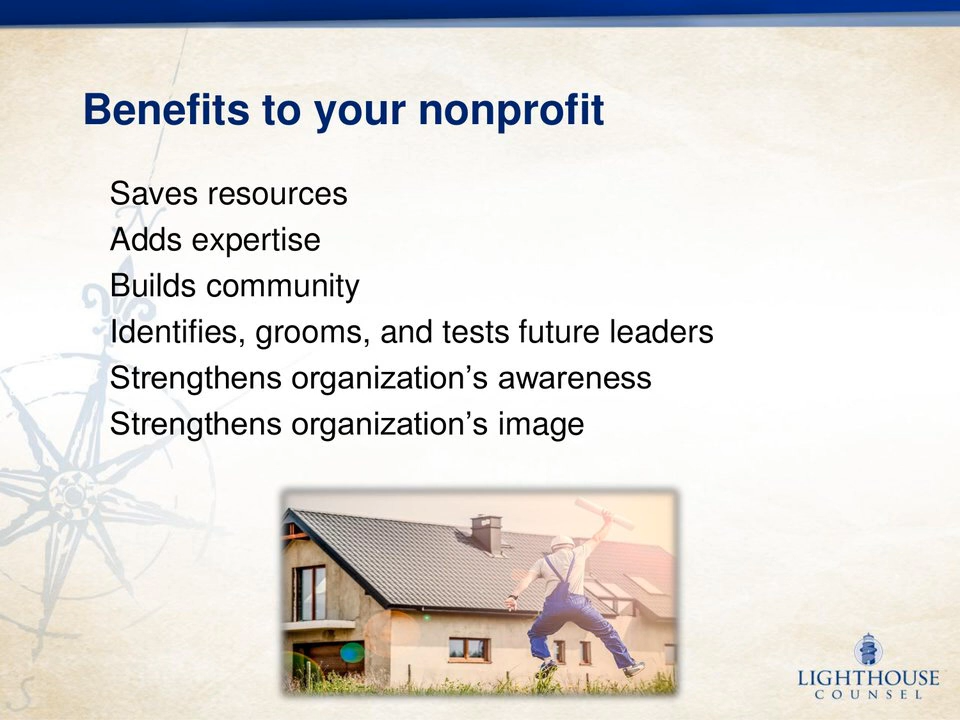 Benefits to your nonprofit
Saves resources
Adds expertise
Builds community
Identifies, grooms, and tests future leaders
Strengthens organization’s awareness
Strengthens organization’s image
N
S
LIGHTHOUSE
COUNSEL